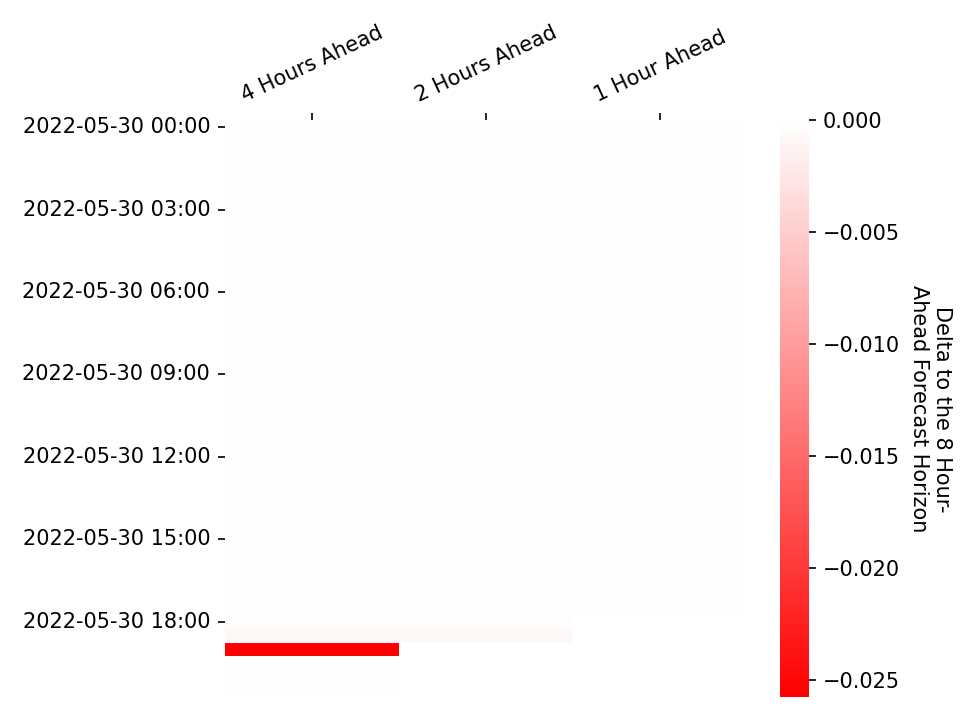 4 Hours Ahead
2 Hours Ahead
1 Hour Ahead
2022-05-30 00:00
2022-05-30 03:00
2022-05-30 06:00
2022-05-30 09:00
2022-05-30 12:00
2022-05-30 15:00
2022-05-30 18:00
0.000
−0.005
−0.010
−0.015
−0.020
−0.025
Delta to the 8 Hour-
Ahead Forecast Horizon